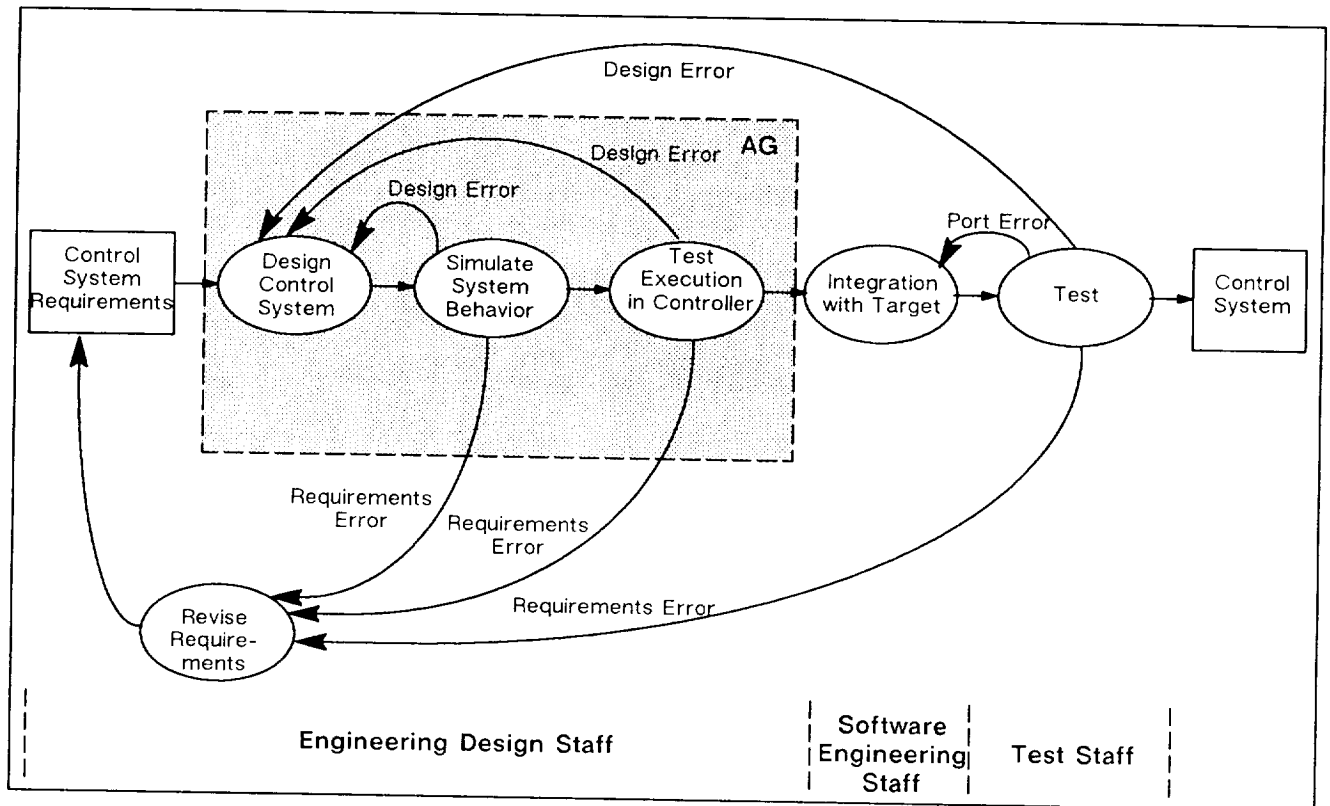 Design Error
AG
Design Error
Design Error
Port Error
Control
System
Requirements
Design
Control
System
Simulate
System
Behavior
Test
Execution
in Controller
Integration
with Target
Test
Control
System
Requirements
Error
Requirements
Error
Requirements Error
Revise
Require-
ments
Engineering Design Staff
Software
Engineering
Staff
Test Staff